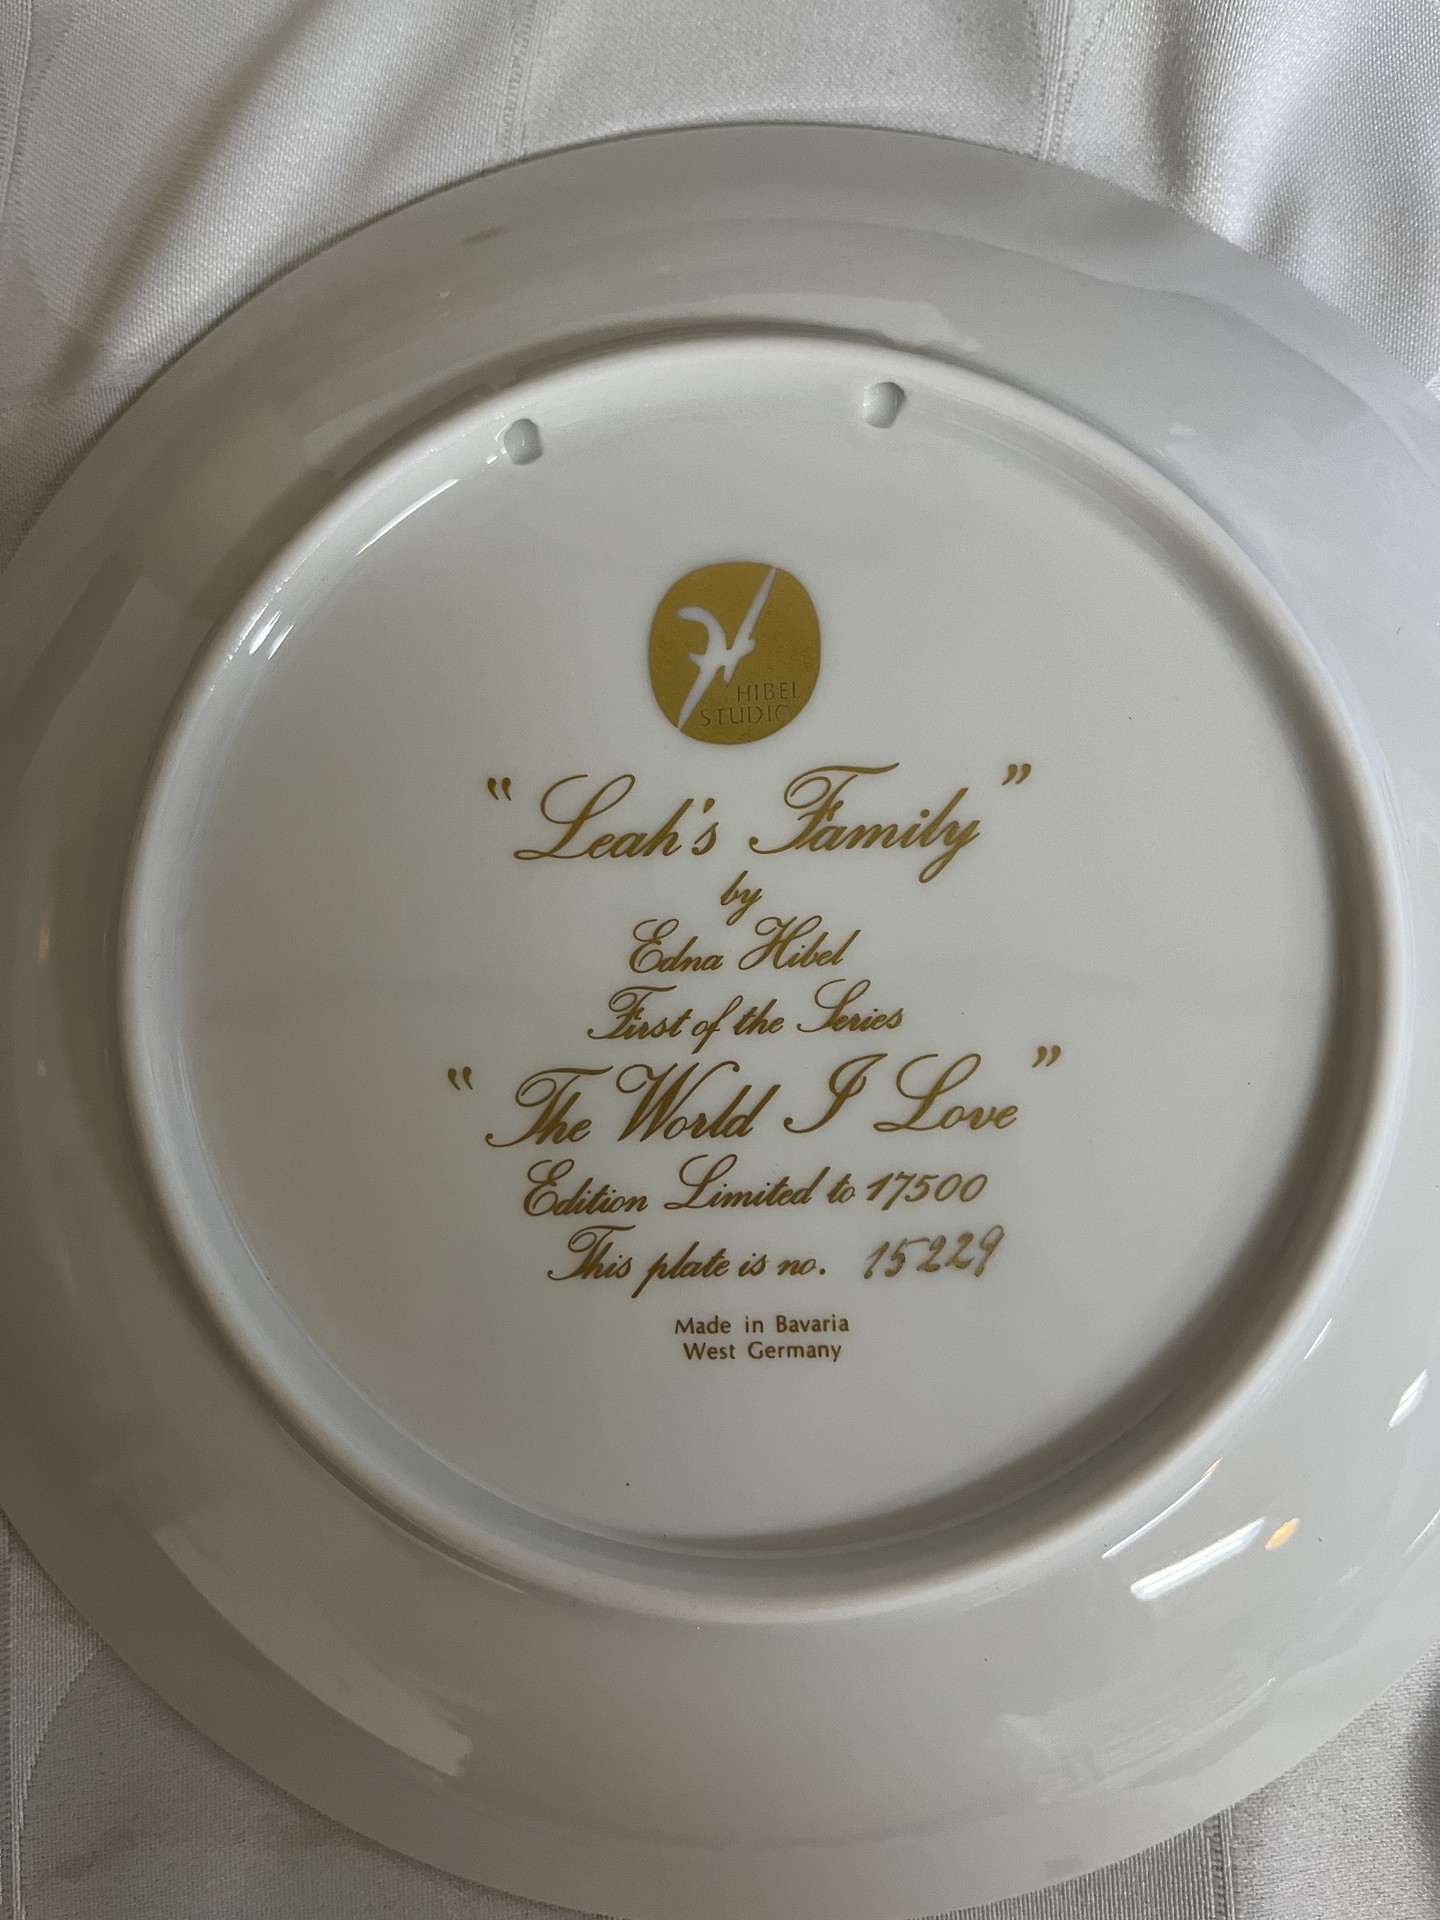 HIBEL
STUDIO
"Leah's Family"
by
Edna Hibel
First of the Series
"The World I Love"
Edition Limited to 17500
This plate is no. 15229
Made in Bavaria
West Germany